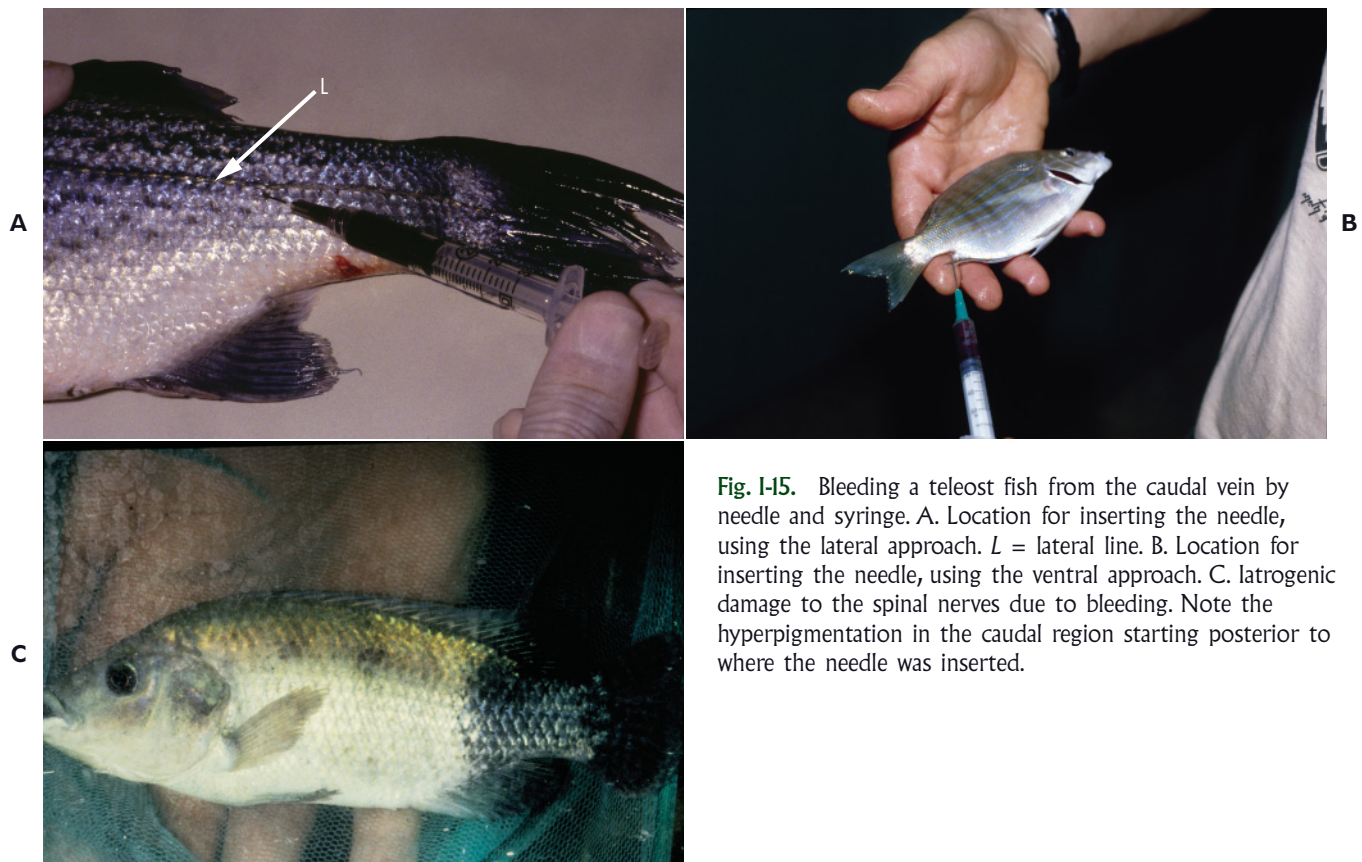 L
A
B
Fig. I-15. Bleeding a teleost fish from the caudal vein by
needle and syringe. A. Location for inserting the needle,
using the lateral approach. L = lateral line. B. Location for
inserting the needle, using the ventral approach. C. Iatrogenic
damage to the spinal nerves due to bleeding. Note the
hyperpigmentation in the caudal region starting posterior to
where the needle was inserted.
C